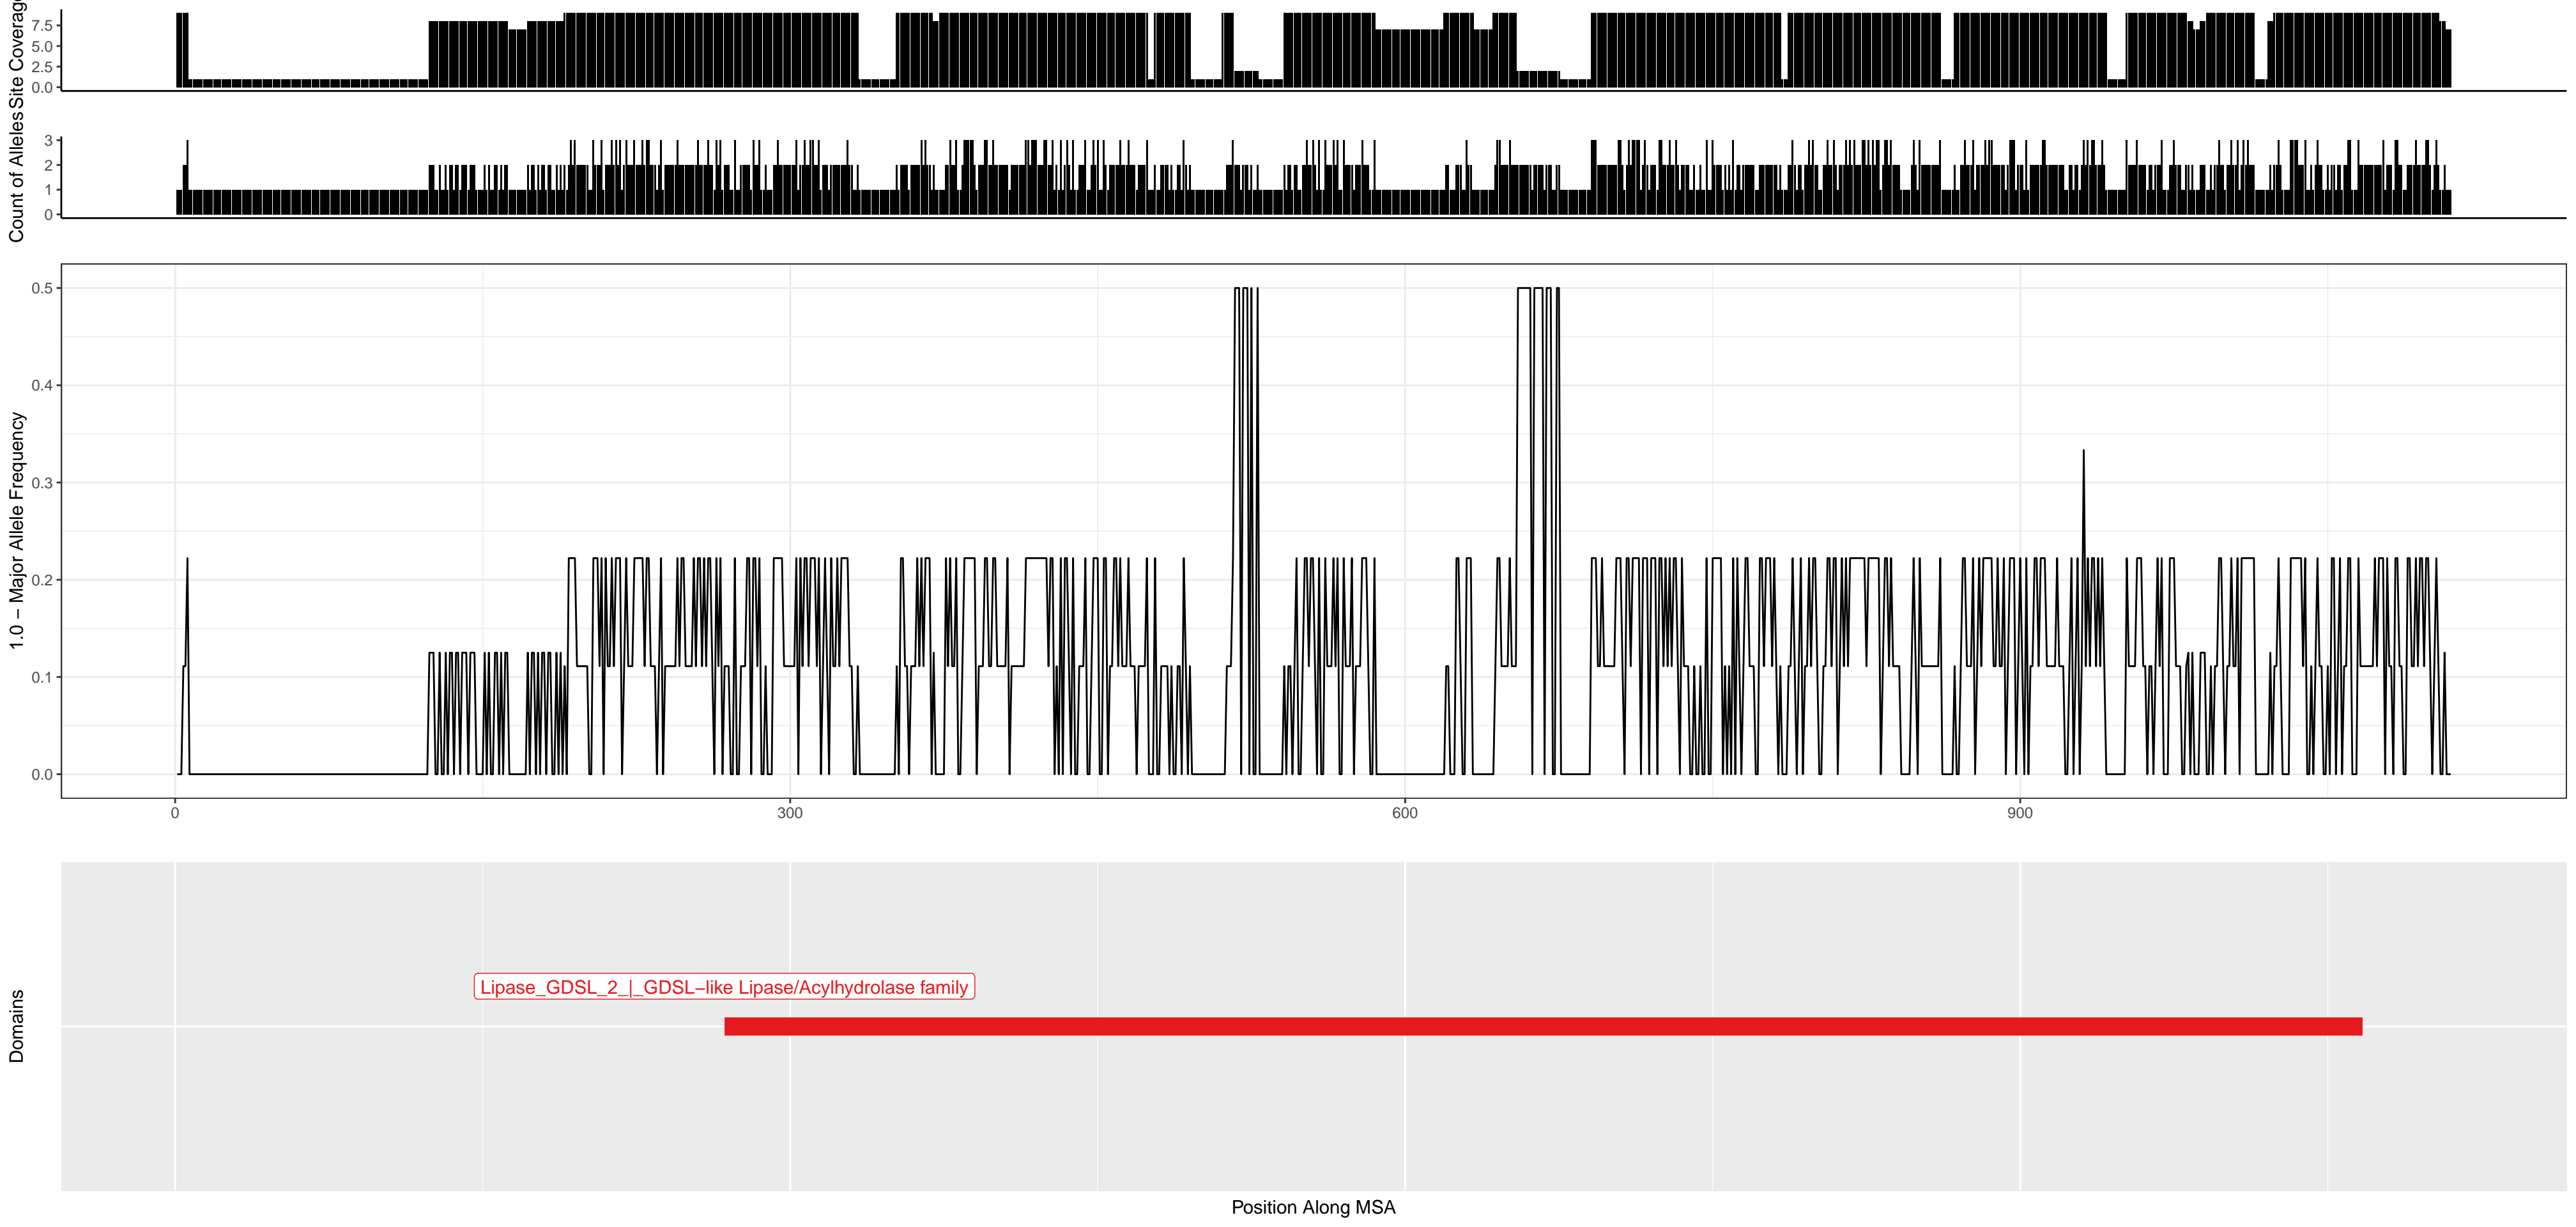 Site Coverage
7.5
5.0
2.5
0.0
Count of Alleles
3
2
1
0
1.0 − Major Allele Frequency
0.5
0.4
0.3
0.2
0.1
0.0
0 300 600 900
Domains
Lipase_GDSL_2_|_GDSL−like Lipase/Acylhydrolase family
Position Along MSA